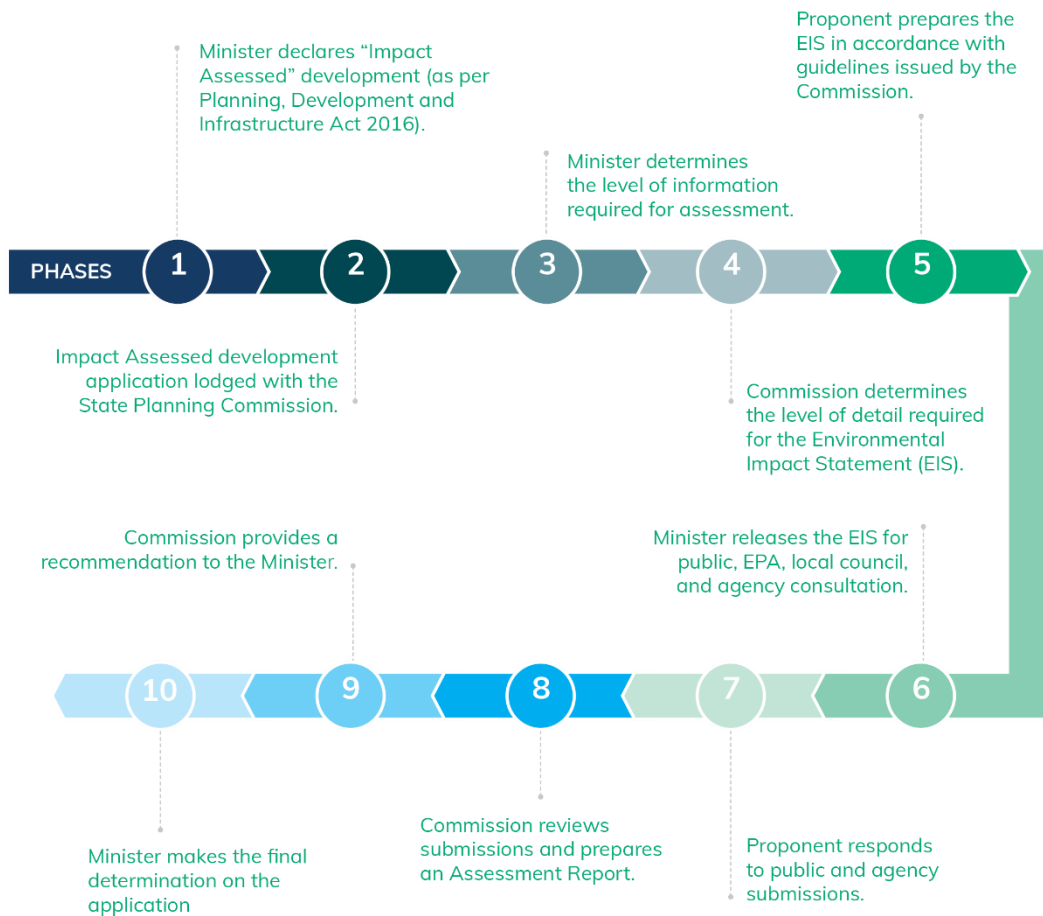 Minister declares “Impact
Assessed” development (as per
Planning, Development and
Infrastructure Act 2016).
Proponent prepares the
EIS in accordance with
guidelines issued by the
Commission.
Minister determines
the level of information
required for assessment.
PHASES
1
2
3
4
5
Impact Assessed development
application lodged with the
State Planning Commission.
Commission determines
the level of detail required
for the Environmental
Impact Statement (EIS).
Minister releases the EIS for
public, EPA, local council,
and agency consultation.
Commission provides a
recommendation to the Minister.
6
7
8
9
10
Proponent responds
to public and agency
submissions.
Commission reviews
submissions and prepares
an Assessment Report.
Minister makes the final
determination on the
application